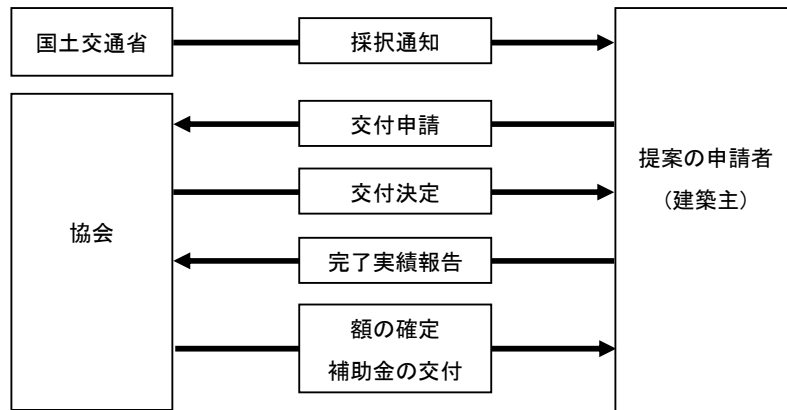 国土交通省
採択通知
協会
交付申請
交付決定
完了実績報告
額の確定
補助金の交付
提案の申請者
（建築主）